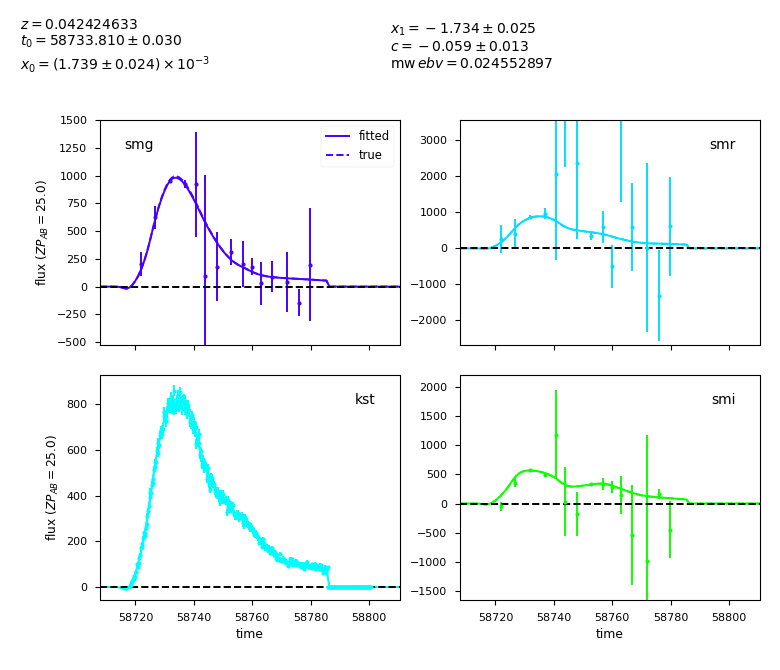 z = 0.042424633
t₀ = 58733.810 ± 0.030
x₀ = (1.739 ± 0.024) × 10⁻³
x₁ = −1.734 ± 0.025
c = −0.059 ± 0.013
mw ebv = 0.024552897
smg
fitted
true
1500
1250
1000
750
500
250
0
−250
−500
flux (ZP_AB = 25.0)
smr
3000
2000
1000
0
−1000
−2000
kst
800
600
400
200
0
flux (ZP_AB = 25.0)
58720 58740 58760 58780 58800
time
smi
2000
1500
1000
500
0
−500
−1000
−1500
58720 58740 58760 58780 58800
time